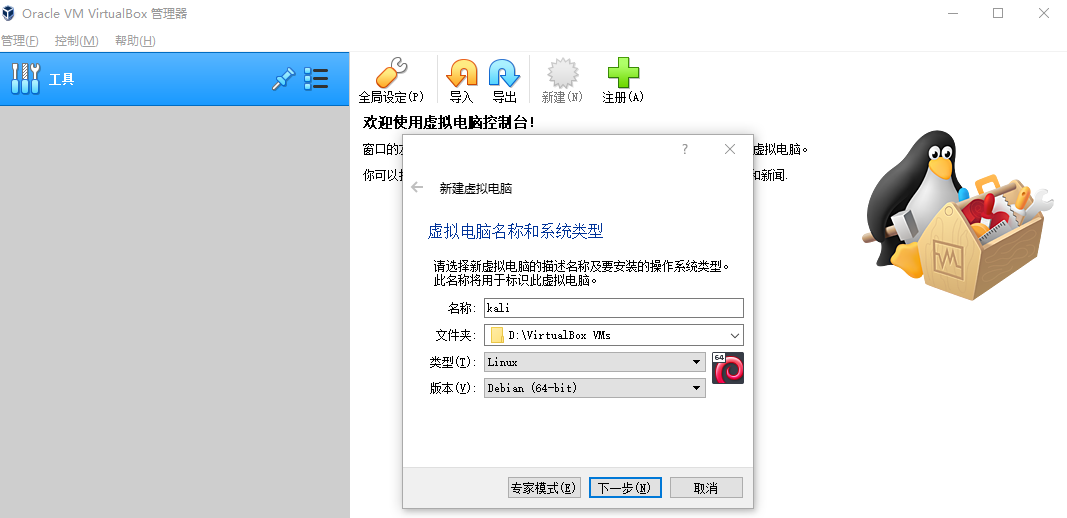 Oracle VM VirtualBox 管理器
管理(F) 控制(M) 帮助(H)
工具
全局设定(P) 导入 导出 新建(N) 注册(A)
欢迎使用虚拟电脑控制台!
窗口的 虚拟电脑。
你可以 和新闻.
?
新建虚拟电脑
虚拟电脑名称和系统类型
请选择新虚拟电脑的描述名称及要安装的操作系统类型。
此名称将用于标识此虚拟电脑。
名称: kali
文件夹: D:\VirtualBox VMs
类型(T): Linux
64
版本(V): Debian (64-bit)
专家模式(E) 下一步(N) 取消